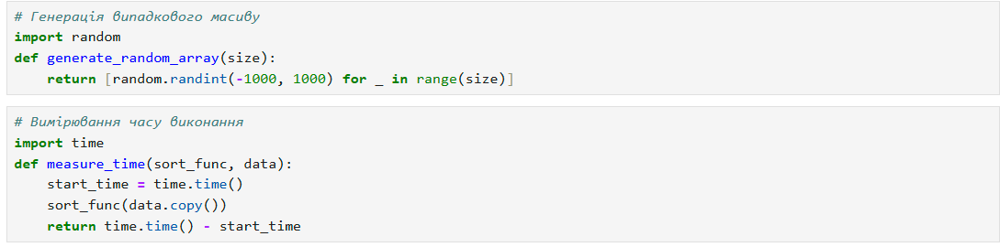 # Генерація випадкового масиву
import random
def generate_random_array(size):
    return [random.randint(-1000, 1000) for _ in range(size)]
# Вимірювання часу виконання
import time
def measure_time(sort_func, data):
    start_time = time.time()
    sort_func(data.copy())
    return time.time() - start_time